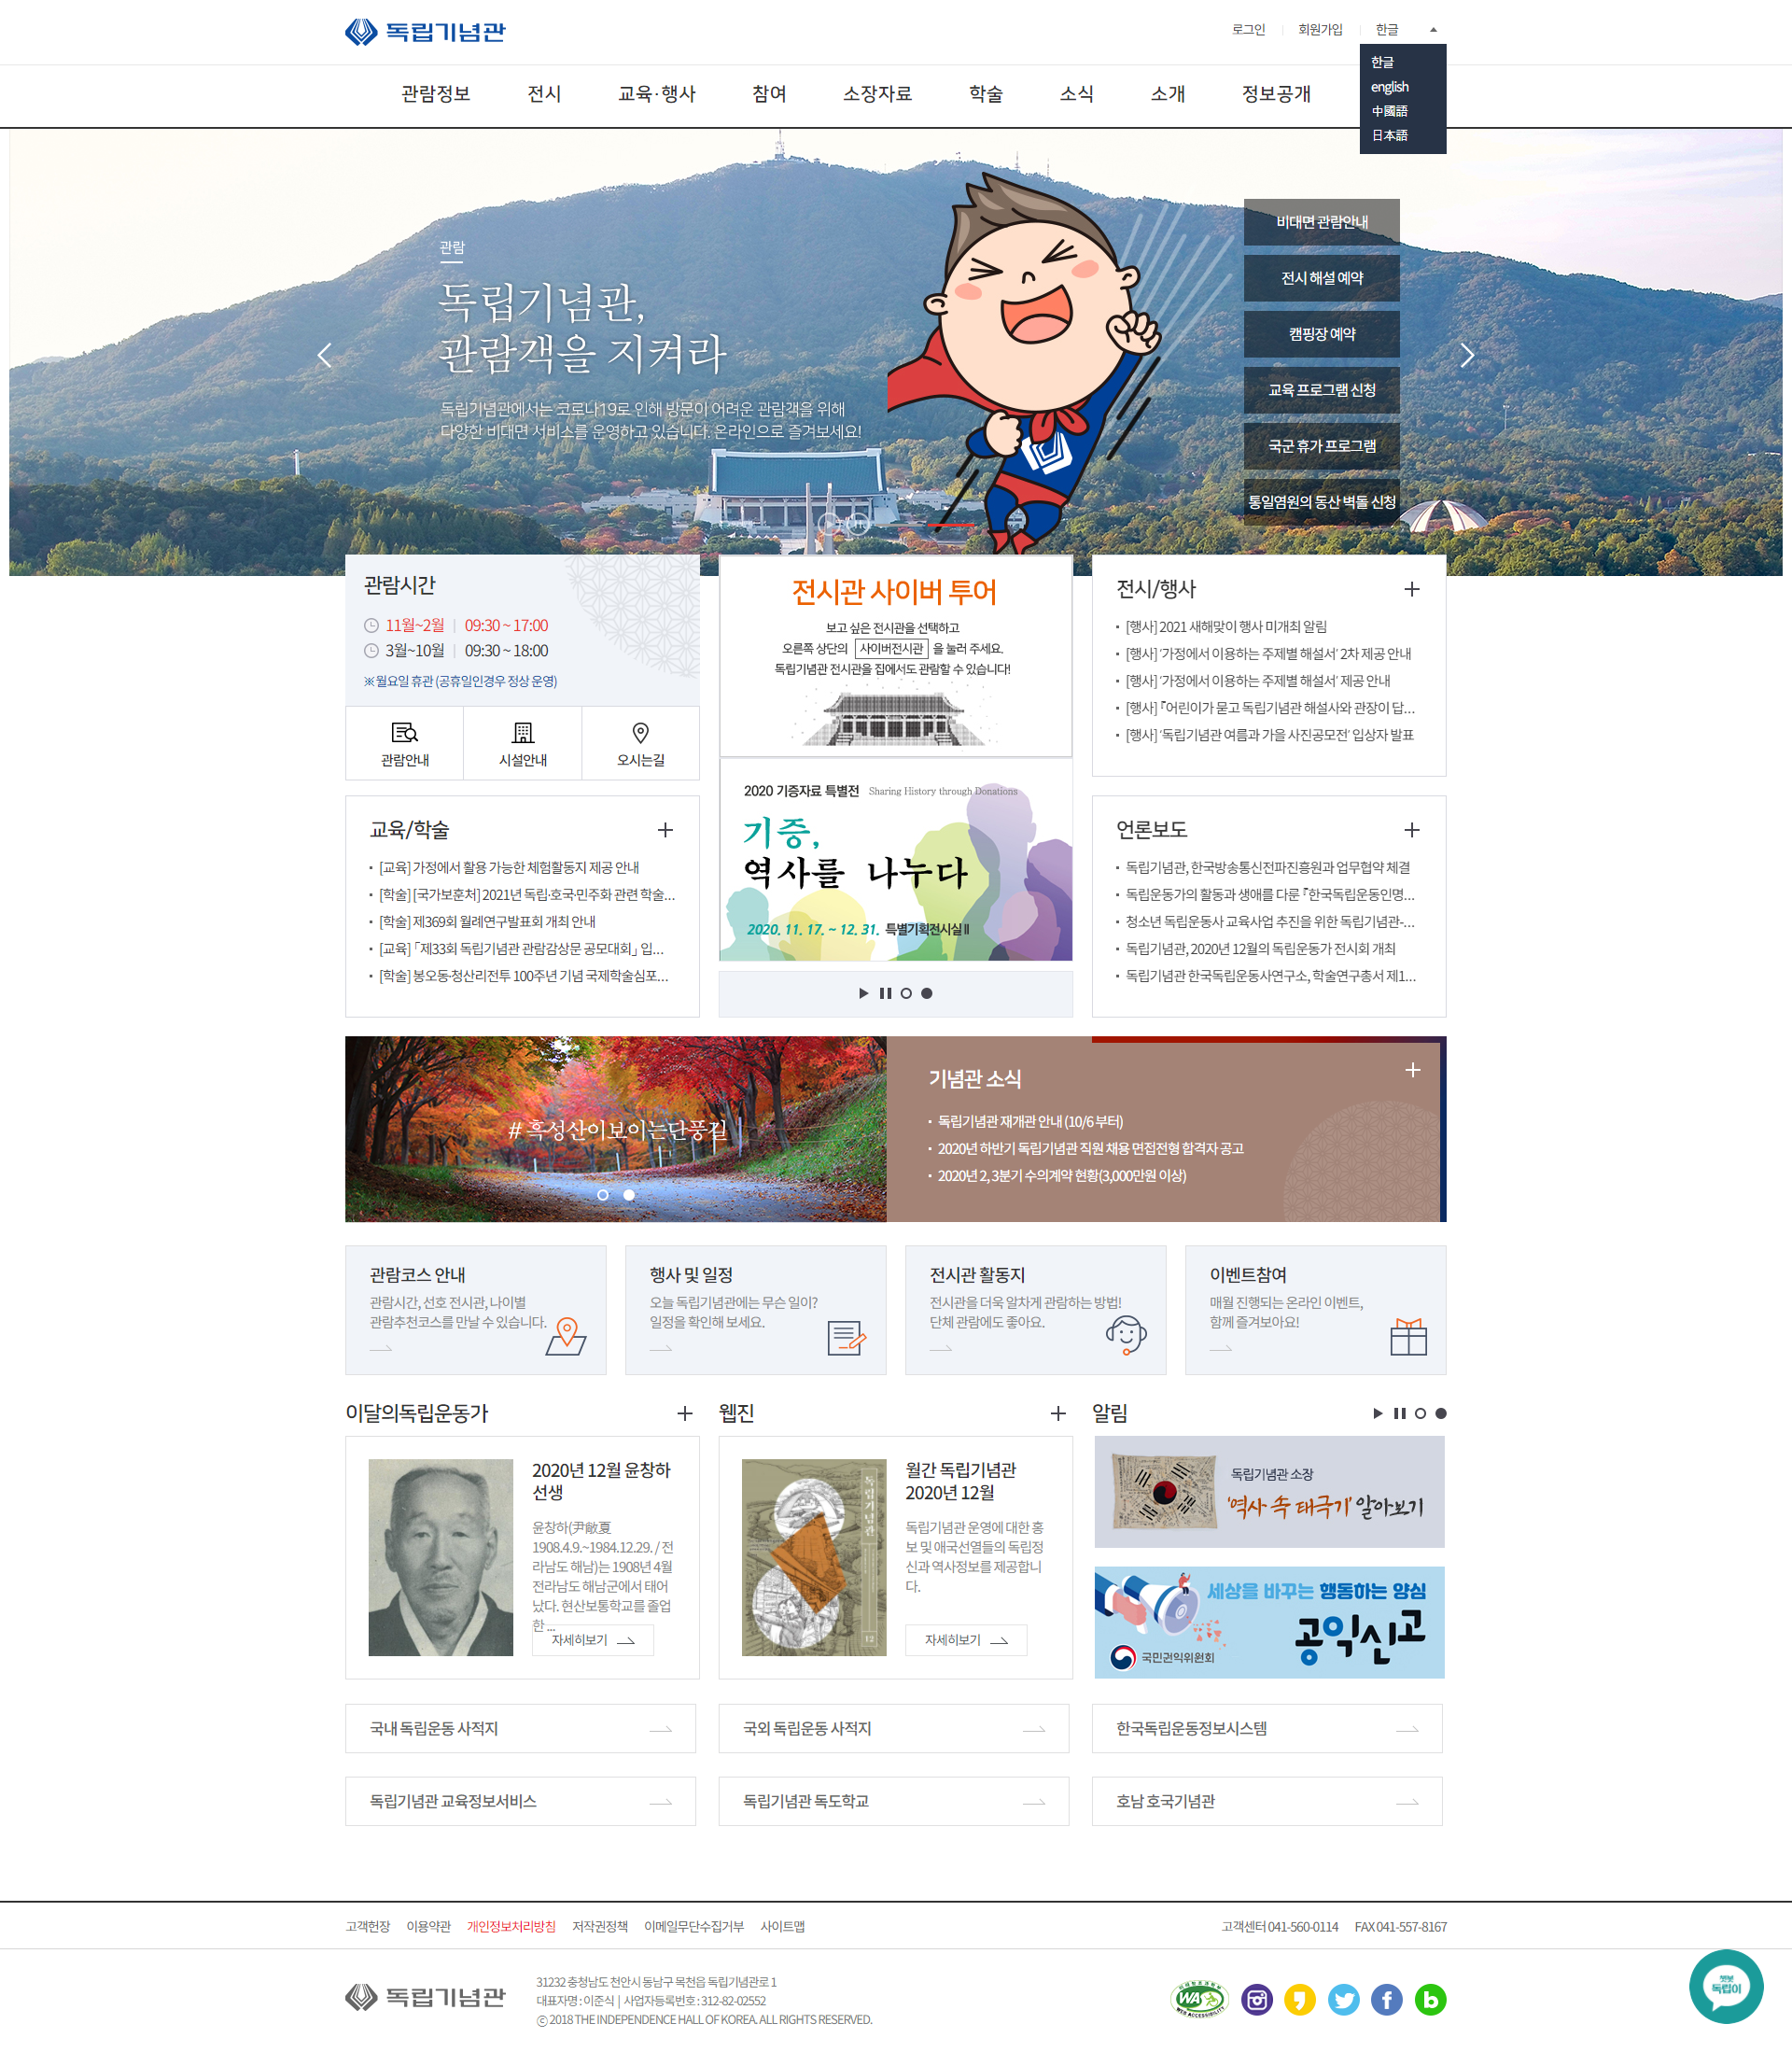 독립기념관
로그인
회원가입
한글
한글
english
中國語
日本語
관람정보
전시
교육·행사
참여
소장자료
학술
소식
소개
정보공개
관람
독립기념관,
관람객을 지켜라
독립기념관에서는 코로나19로 인해 방문이 어려운 관람객을 위해
다양한 비대면 서비스를 운영하고 있습니다. 온라인으로 즐겨보세요!
비대면 관람안내
전시 해설 예약
캠핑장 예약
교육 프로그램 신청
국군 휴가 프로그램
통일염원의 동산 벽돌 신청
관람시간
11월~2월 | 09:30 ~ 17:00
3월~10월 | 09:30 ~ 18:00
※ 월요일 휴관 (공휴일인경우 정상 운영)
관람안내
시설안내
오시는길
전시관 사이버 투어
보고 싶은 전시관을 선택하고
오른쪽 상단의 사이버전시관 을 눌러 주세요.
독립기념관 전시관을 집에서도 관람할 수 있습니다!
전시/행사
[행사] 2021 새해맞이 행사 미개최 알림
[행사] '가정에서 이용하는 주제별 해설서' 2차 제공 안내
[행사] '가정에서 이용하는 주제별 해설서' 제공 안내
[행사] 『어린이가 묻고 독립기념관 해설사와 관장이 답...
[행사] '독립기념관 여름과 가을 사진공모전' 입상자 발표
교육/학술
[교육] 가정에서 활용 가능한 체험활동지 제공 안내
[학술] [국가보훈처] 2021년 독립·호국·민주화 관련 학술...
[학술] 제369회 월례연구발표회 개최 안내
[교육] 「제33회 독립기념관 관람감상문 공모대회」 입...
[학술] 봉오동·청산리전투 100주년 기념 국제학술심포...
2020 기증자료 특별전 Sharing History through Donations
기증,
역사를 나누다
2020. 11. 17. ~ 12. 31. 특별기획전시실Ⅱ
언론보도
독립기념관, 한국방송통신전파진흥원과 업무협약 체결
독립운동가의 활동과 생애를 다룬 『한국독립운동인명...
청소년 독립운동사 교육사업 추진을 위한 독립기념관-...
독립기념관, 2020년 12월의 독립운동가 전시회 개최
독립기념관 한국독립운동사연구소, 학술연구총서 제1...
# 흑성산이보이는단풍길
기념관 소식
독립기념관 재개관 안내 (10/6 부터)
2020년 하반기 독립기념관 직원 채용 면접전형 합격자 공고
2020년 2, 3분기 수의계약 현황(3,000만원 이상)
관람코스 안내
관람시간, 선호 전시관, 나이별
관람추천코스를 만날 수 있습니다.
행사 및 일정
오늘 독립기념관에는 무슨 일이?
일정을 확인해 보세요.
전시관 활동지
전시관을 더욱 알차게 관람하는 방법!
단체 관람에도 좋아요.
이벤트참여
매월 진행되는 온라인 이벤트,
함께 즐겨보아요!
이달의독립운동가
2020년 12월 윤창하
선생
윤창하(尹敞夏
1908.4.9.~1984.12.29. / 전
라남도 해남)는 1908년 4월
전라남도 해남군에서 태어
났다. 현산보통학교를 졸업
한 ...
자세히보기
웹진
독립기념관
12
월간 독립기념관
2020년 12월
독립기념관 운영에 대한 홍
보 및 애국선열들의 독립정
신과 역사정보를 제공합니
다.
자세히보기
알림
독립기념관 소장
'역사 속 태극기' 알아보기
세상을 바꾸는 행동하는 양심
공익신고
국민권익위원회
국내 독립운동 사적지
국외 독립운동 사적지
한국독립운동정보시스템
독립기념관 교육정보서비스
독립기념관 독도학교
호남 호국기념관
고객헌장
이용약관
개인정보처리방침
저작권정책
이메일무단수집거부
사이트맵
고객센터 041-560-0114
FAX 041-557-8167
독립기념관
31232 충청남도 천안시 동남구 목천읍 독립기념관로 1
대표자명 : 이준식 | 사업자등록번호 : 312-82-02552
ⓒ 2018 THE INDEPENDENCE HALL OF KOREA. ALL RIGHTS RESERVED.
WA
WEB ACCESSIBILITY
챗봇
독립이